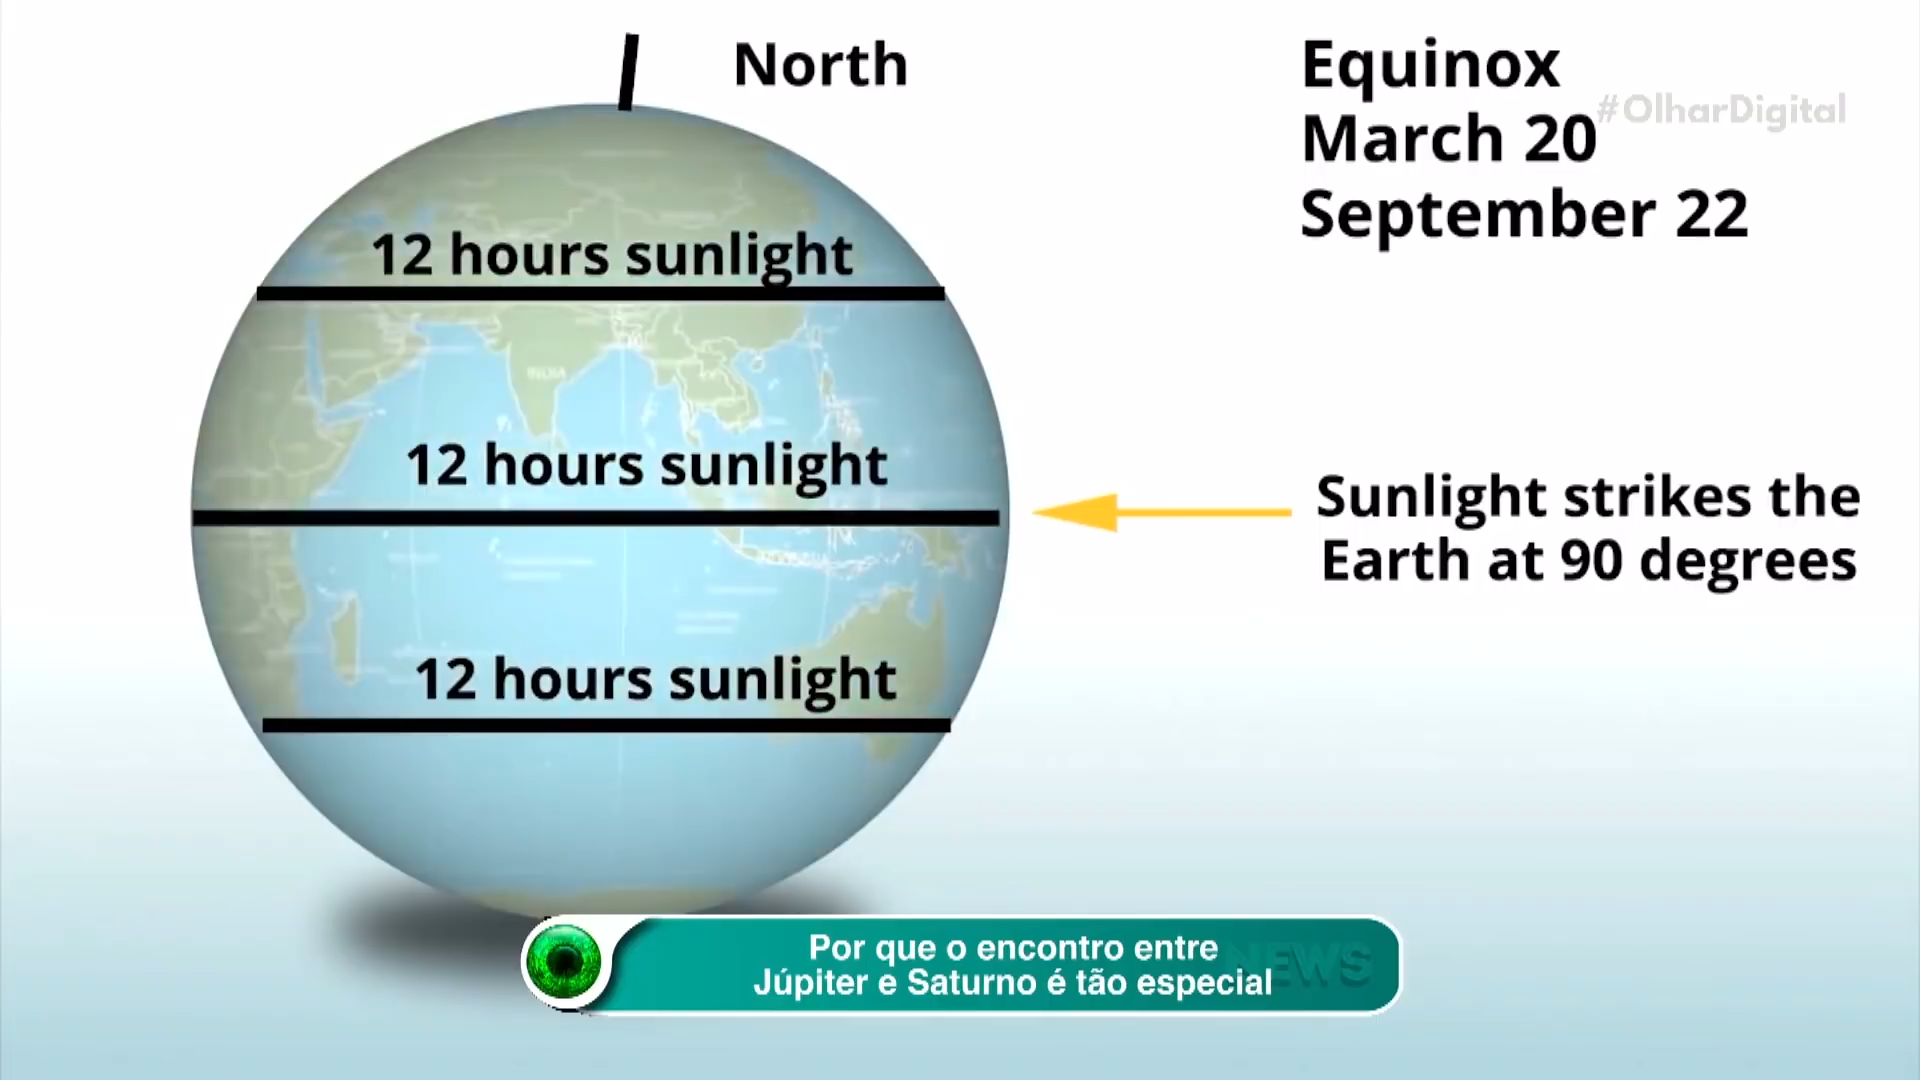 North
Equinox
March 20
September 22
#OlharDigital
12 hours sunlight
INDIA
12 hours sunlight
Sunlight strikes the
Earth at 90 degrees
12 hours sunlight
Por que o encontro entre
Júpiter e Saturno é tão especial
NEWS